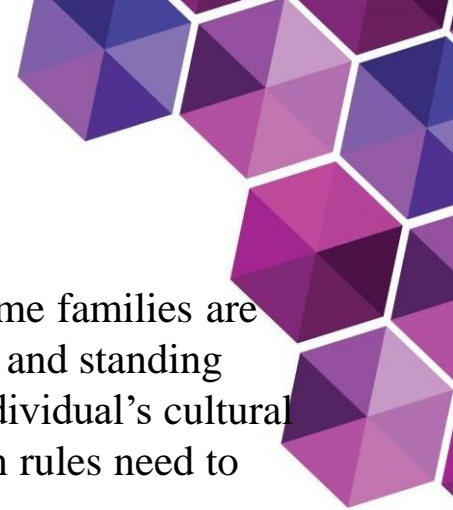 me families are
and standing
dividual's cultural
n rules need to